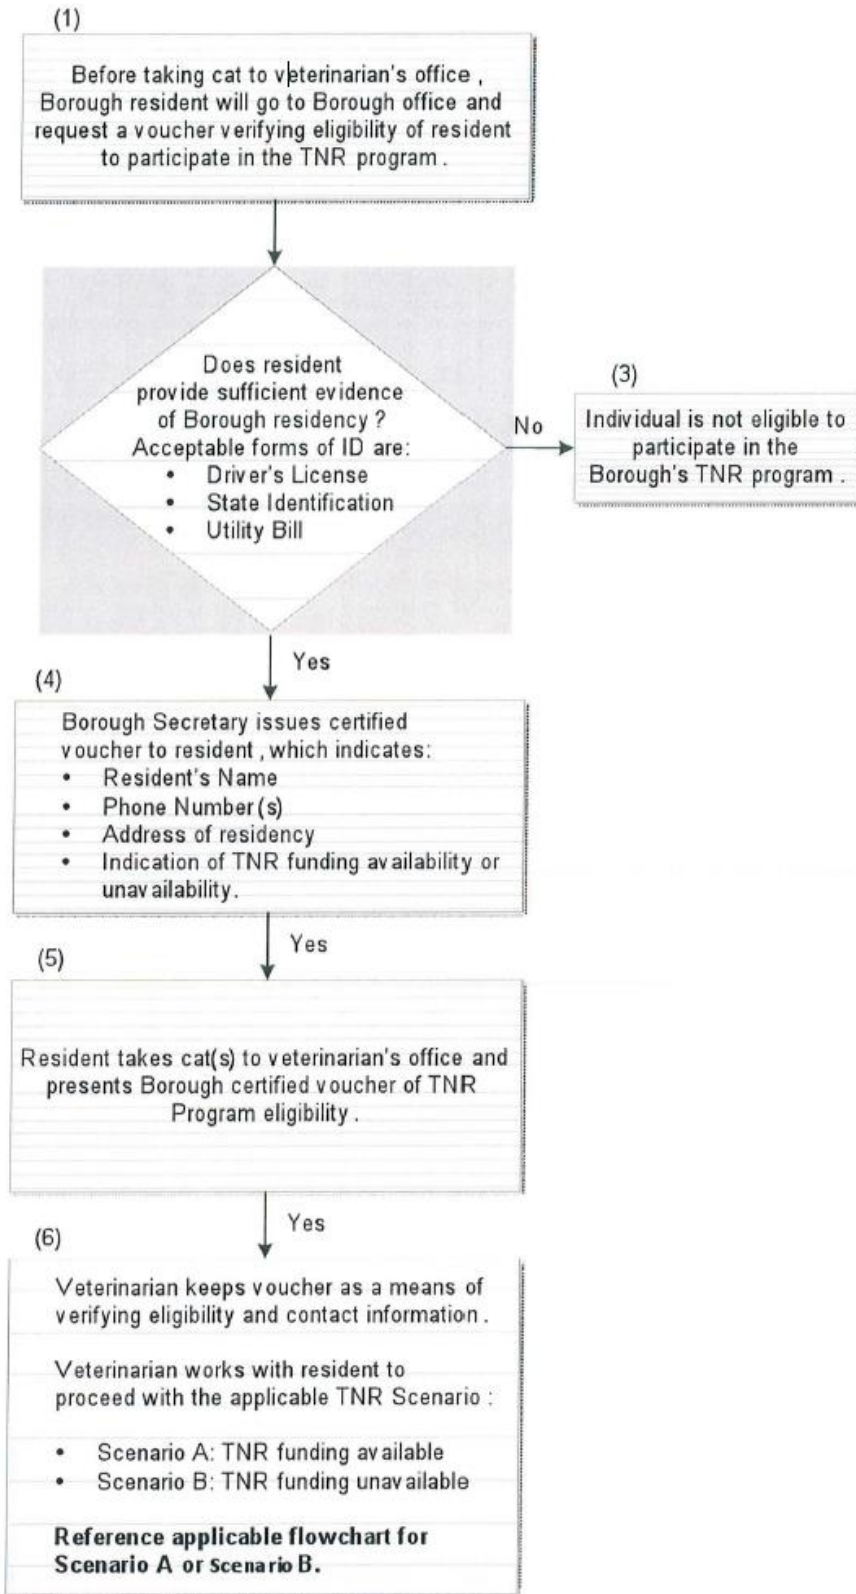 (1)
Before taking cat to veterinarian's office ,
Borough resident will go to Borough office and
request a voucher verifying eligibility of resident
to participate in the TNR program .
Does resident
provide sufficient evidence
of Borough residency ?
Acceptable forms of ID are:
• Driver's License
• State Identification
• Utility Bill
No
(3)
Individual is not eligible to
participate in the
Borough's TNR program .
Yes
(4)
Borough Secretary issues certified
voucher to resident , which indicates:
• Resident's Name
• Phone Number (s)
• Address of residency
• Indication of TNR funding availability or
unavailability.
Yes
(5)
Resident takes cat(s) to veterinarian's office and
presents Borough certified voucher of TNR
Program eligibility .
Yes
(6)
Veterinarian keeps voucher as a means of
verifying eligibility and contact information .
Veterinarian works with resident to
proceed with the applicable TNR Scenario :
• Scenario A: TNR funding available
• Scenario B: TNR funding unavailable
Reference applicable flowchart for
Scenario A or Scenario B.